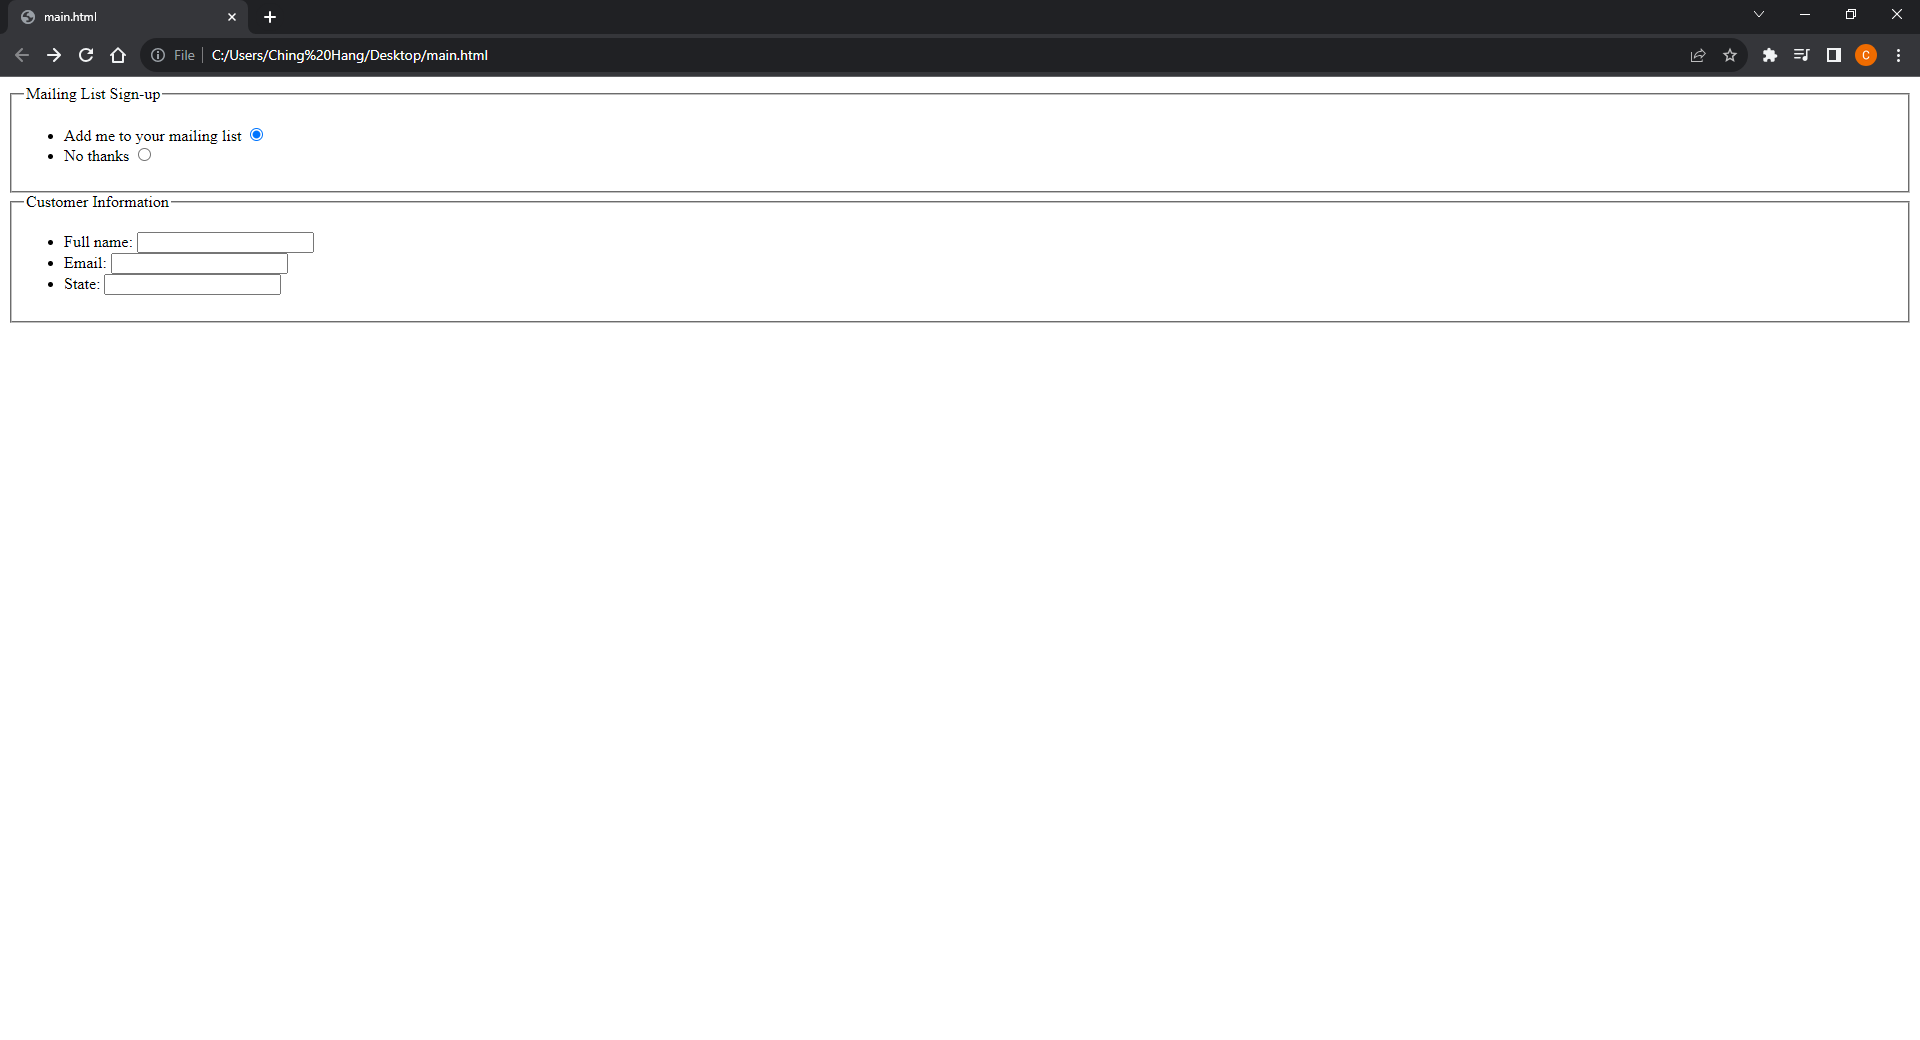 main.html
File C:/Users/Ching%20Hang/Desktop/main.html
C
Mailing List Sign-up
Add me to your mailing list
No thanks
Customer Information
Full name:
Email:
State: